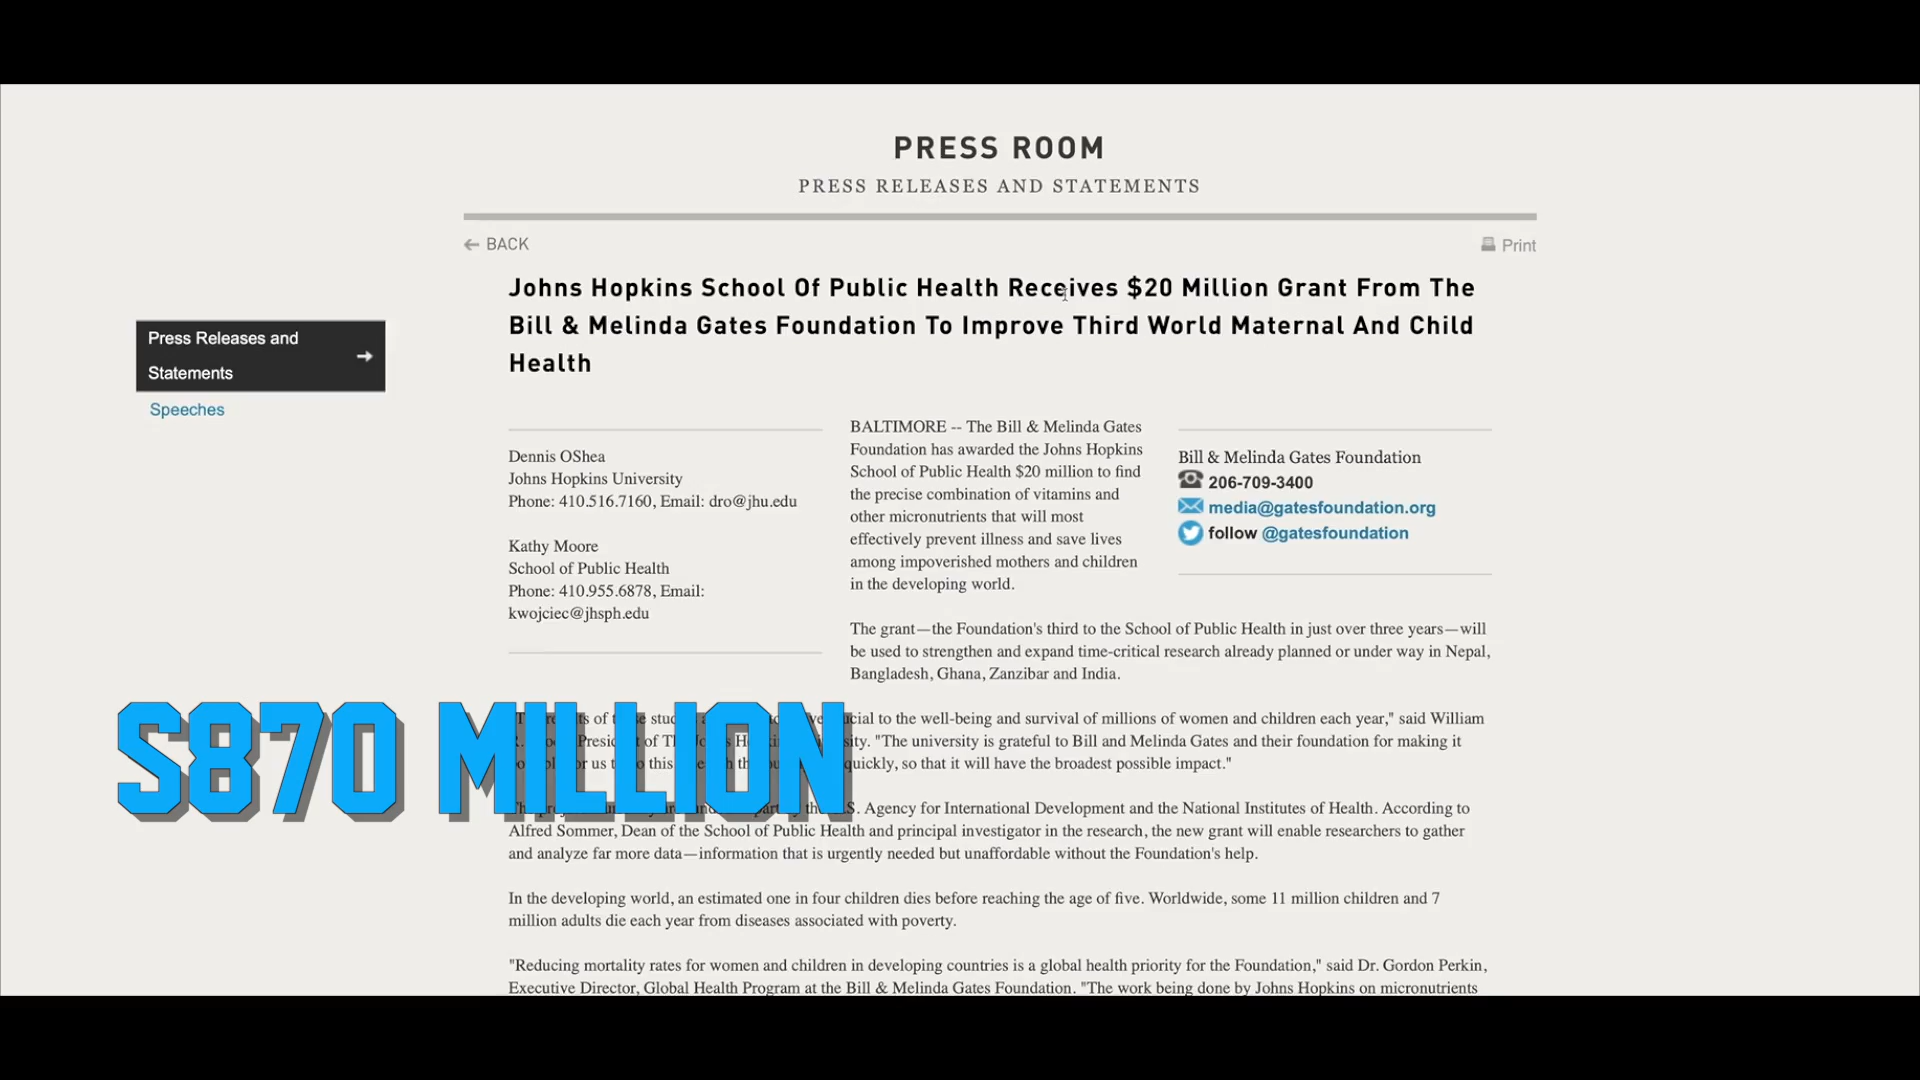 PRESS ROOM
PRESS RELEASES AND STATEMENTS
BACK
Print
Johns Hopkins School Of Public Health Receives $20 Million Grant From The
Bill & Melinda Gates Foundation To Improve Third World Maternal And Child
Health
Press Releases and
Statements
Speeches
Dennis OShea
Johns Hopkins University
Phone: 410.516.7160, Email: dro@jhu.edu
Kathy Moore
School of Public Health
Phone: 410.955.6878, Email:
kwojciec@jhsph.edu
BALTIMORE -- The Bill & Melinda Gates
Foundation has awarded the Johns Hopkins
School of Public Health $20 million to find
the precise combination of vitamins and
other micronutrients that will most
effectively prevent illness and save lives
among impoverished mothers and children
in the developing world.
Bill & Melinda Gates Foundation
206-709-3400
media@gatesfoundation.org
follow @gatesfoundation
The grant—the Foundation's third to the School of Public Health in just over three years—will
be used to strengthen and expand time-critical research already planned or under way in Nepal,
Bangladesh, Ghana, Zanzibar and India.
$870 MILLION
of to the well-being and survival of millions of women and children each year," said William
of "The university is grateful to Bill and Melinda Gates and their foundation for making it
us this quickly, so that it will have the broadest possible impact."
the Agency for International Development and the National Institutes of Health. According to
Alfred Sommer, Dean of the School of Public Health and principal investigator in the research, the new grant will enable researchers to gather
and analyze far more data—information that is urgently needed but unaffordable without the Foundation's help.
In the developing world, an estimated one in four children dies before reaching the age of five. Worldwide, some 11 million children and 7
million adults die each year from diseases associated with poverty.
"Reducing mortality rates for women and children in developing countries is a global health priority for the Foundation," said Dr. Gordon Perkin,
Executive Director, Global Health Program at the Bill & Melinda Gates Foundation. "The work being done by Johns Hopkins on micronutrients